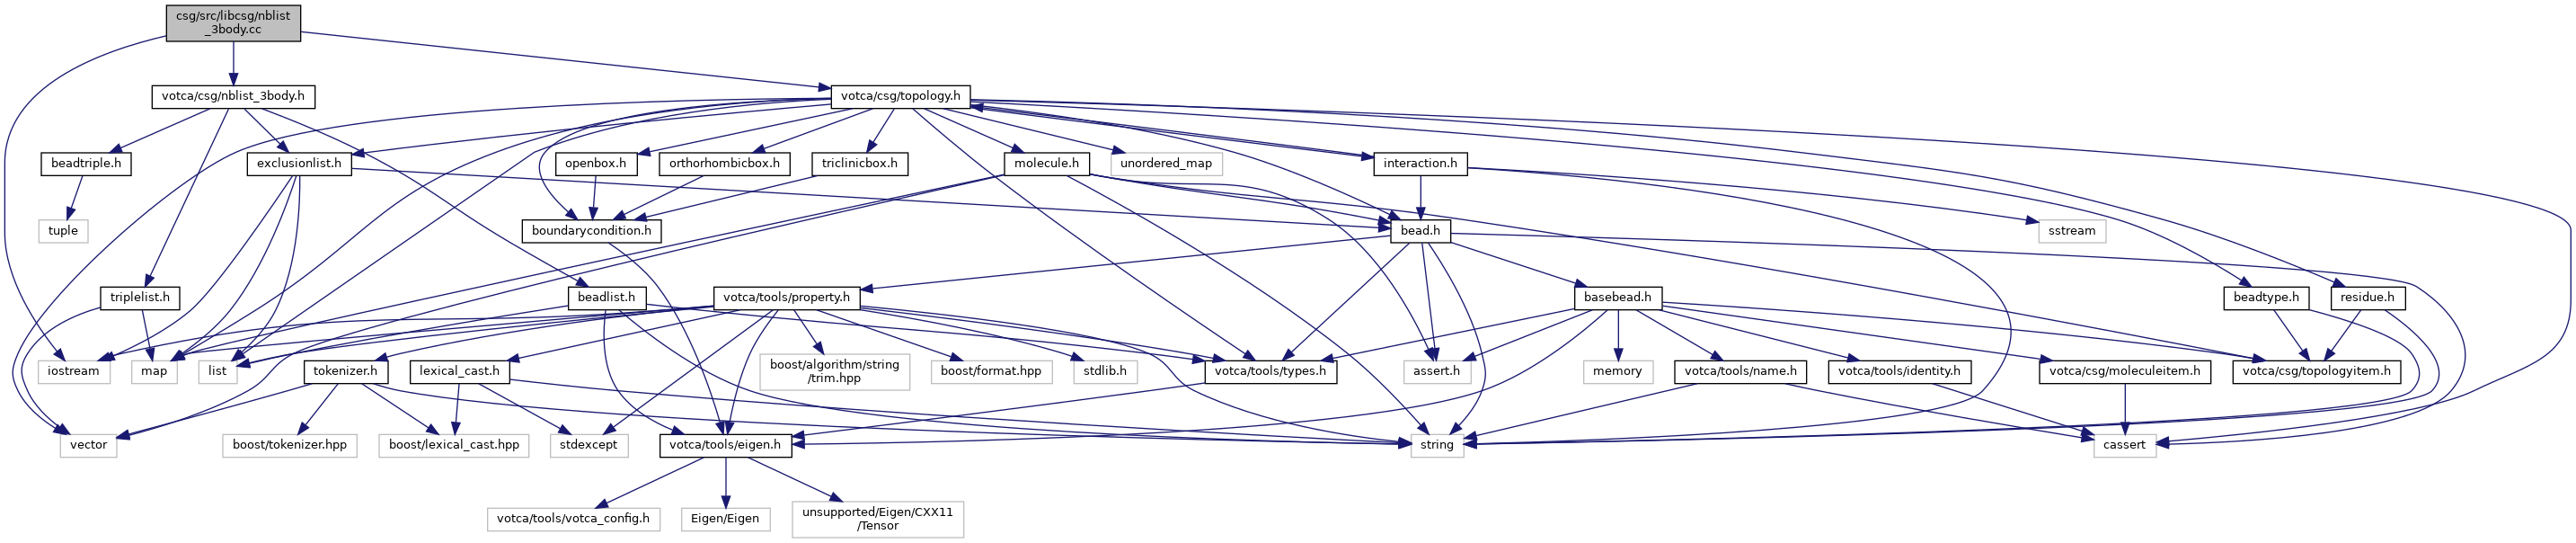 csg/src/libcsg/nblist
_3body.cc
votca/csg/nblist_3body.h
votca/csg/topology.h
beadtriple.h
exclusionlist.h
openbox.h
orthorhombicbox.h
triclinicbox.h
molecule.h
unordered_map
interaction.h
tuple
boundarycondition.h
bead.h
sstream
triplelist.h
beadlist.h
votca/tools/property.h
basebead.h
beadtype.h
residue.h
iostream
map
list
tokenizer.h
lexical_cast.h
boost/algorithm/string
/trim.hpp
boost/format.hpp
stdlib.h
votca/tools/types.h
assert.h
memory
votca/tools/name.h
votca/tools/identity.h
votca/csg/moleculeitem.h
votca/csg/topologyitem.h
vector
boost/tokenizer.hpp
boost/lexical_cast.hpp
stdexcept
votca/tools/eigen.h
string
cassert
votca/tools/votca_config.h
Eigen/Eigen
unsupported/Eigen/CXX11
/Tensor